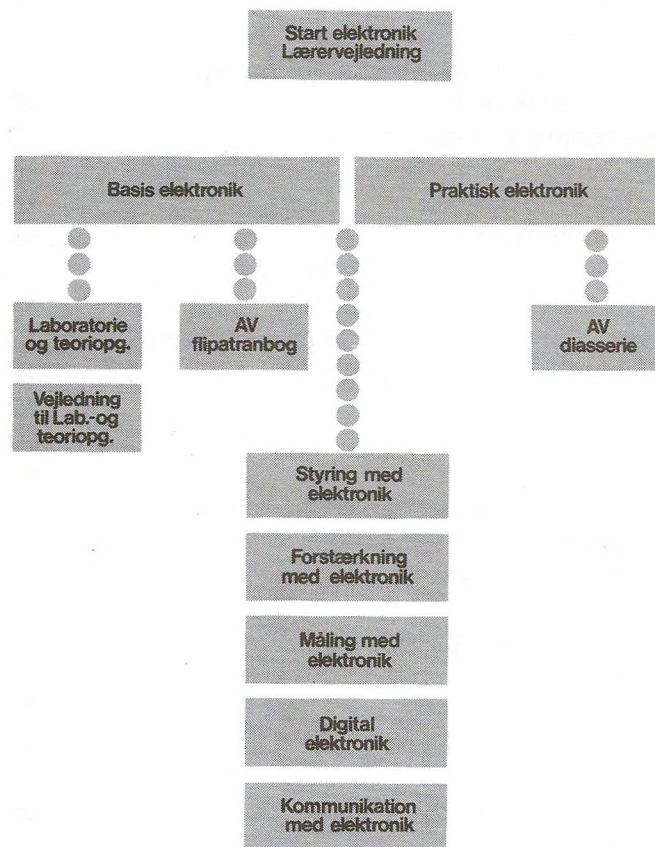 Start elektronik
Lærervejledning
Basis elektronik
Praktisk elektronik
Laboratorie
og teoriopg.
AV
flipatranbog
AV
diasserie
Vejledning
til Lab.-og
teoriopg.
Styring med
elektronik
Forstærkning
med elektronik
Måling med
elektronik
Digital
elektronik
Kommunikation
med elektronik